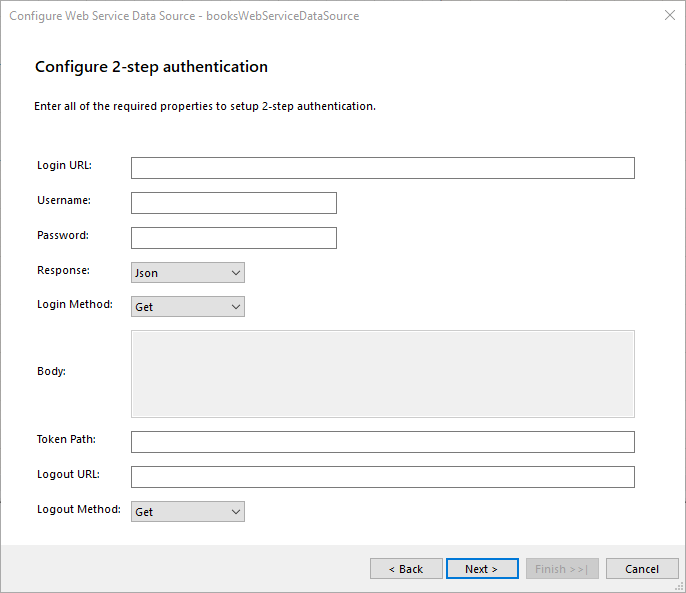 Configure Web Service Data Source - booksWebServiceDataSource
Configure 2-step authentication
Enter all of the required properties to setup 2-step authentication.
Login URL:
Username:
Password:
Response: Json
Login Method: Get
Body:
Token Path:
Logout URL:
Logout Method: Get
< Back Next > Finish >>| Cancel